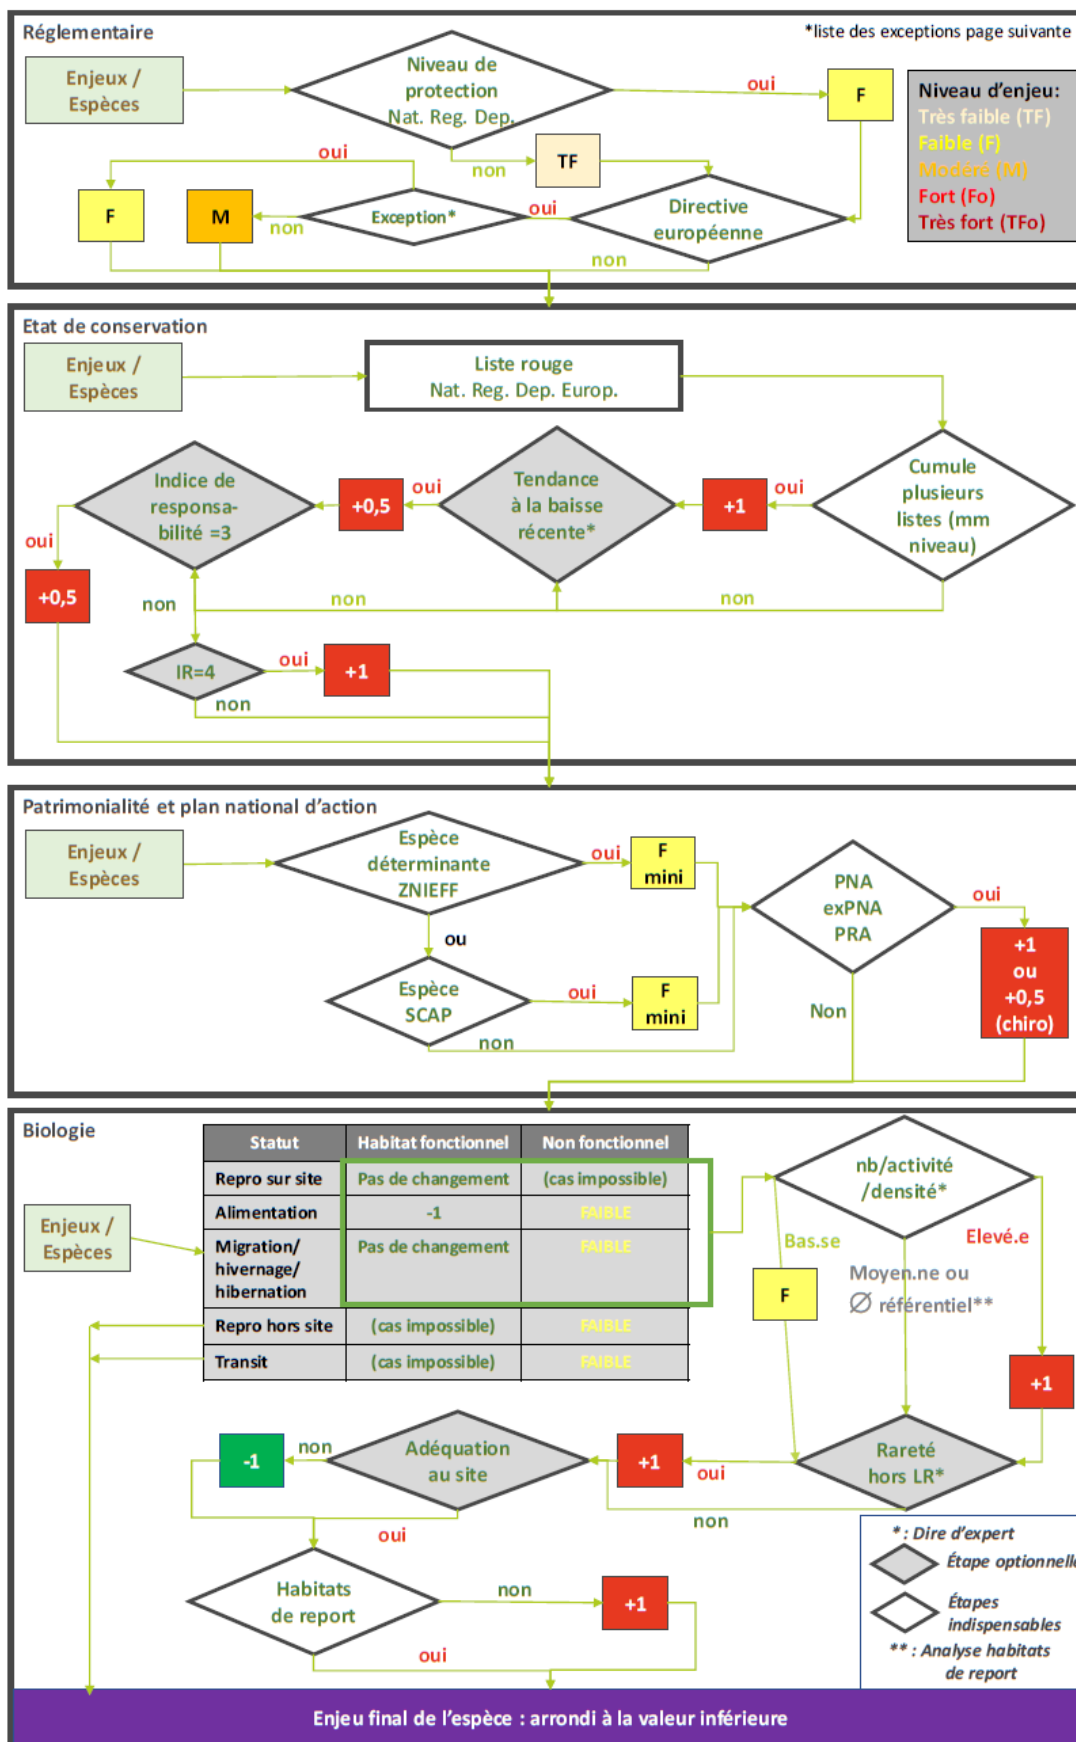 Réglementaire
*liste des exceptions page suivante
Enjeux /
Espèces
Niveau de
protection
Nat. Reg. Dep.
oui
F
Niveau d'enjeu:
Très faible (TF)
Faible (F)
Modéré (M)
Fort (Fo)
Très fort (TFo)
non
TF
oui
F
M
non
Exception*
oui
Directive
européenne
non
Etat de conservation
Enjeux /
Espèces
Liste rouge
Nat. Reg. Dep. Europ.
Indice de
responsa-
bilité =3
+0,5
oui
Tendance
à la baisse
récente*
+1
oui
Cumule
plusieurs
listes (mm
niveau)
oui
+0,5
non
non
non
IR=4
oui
+1
non
Patrimonialité et plan national d'action
Enjeux /
Espèces
Espèce
déterminante
ZNIEFF
oui
F
mini
PNA
exPNA
PRA
oui
ou
+1
ou
+0,5
(chiro)
Espèce
SCAP
oui
F
mini
Non
non
Biologie
Statut Habitat fonctionnel Non fonctionnel
Repro sur site Pas de changement (cas impossible)
Alimentation -1 FAIBLE
Migration/ Pas de changement FAIBLE
hivernage/
hibernation
Repro hors site (cas impossible) FAIBLE
Transit (cas impossible) FAIBLE
Enjeux /
Espèces
nb/activité
/densité*
Bas.se
Elevé.e
Moyen.ne ou
∅ référentiel**
F
+1
-1
non
Adéquation
au site
+1
oui
Rareté
hors LR*
non
oui
Habitats
de report
non
+1
oui
* : Dire d'expert
Étape optionnelle
Étapes
indispensables
** : Analyse habitats
de report
Enjeu final de l'espèce : arrondi à la valeur inférieure